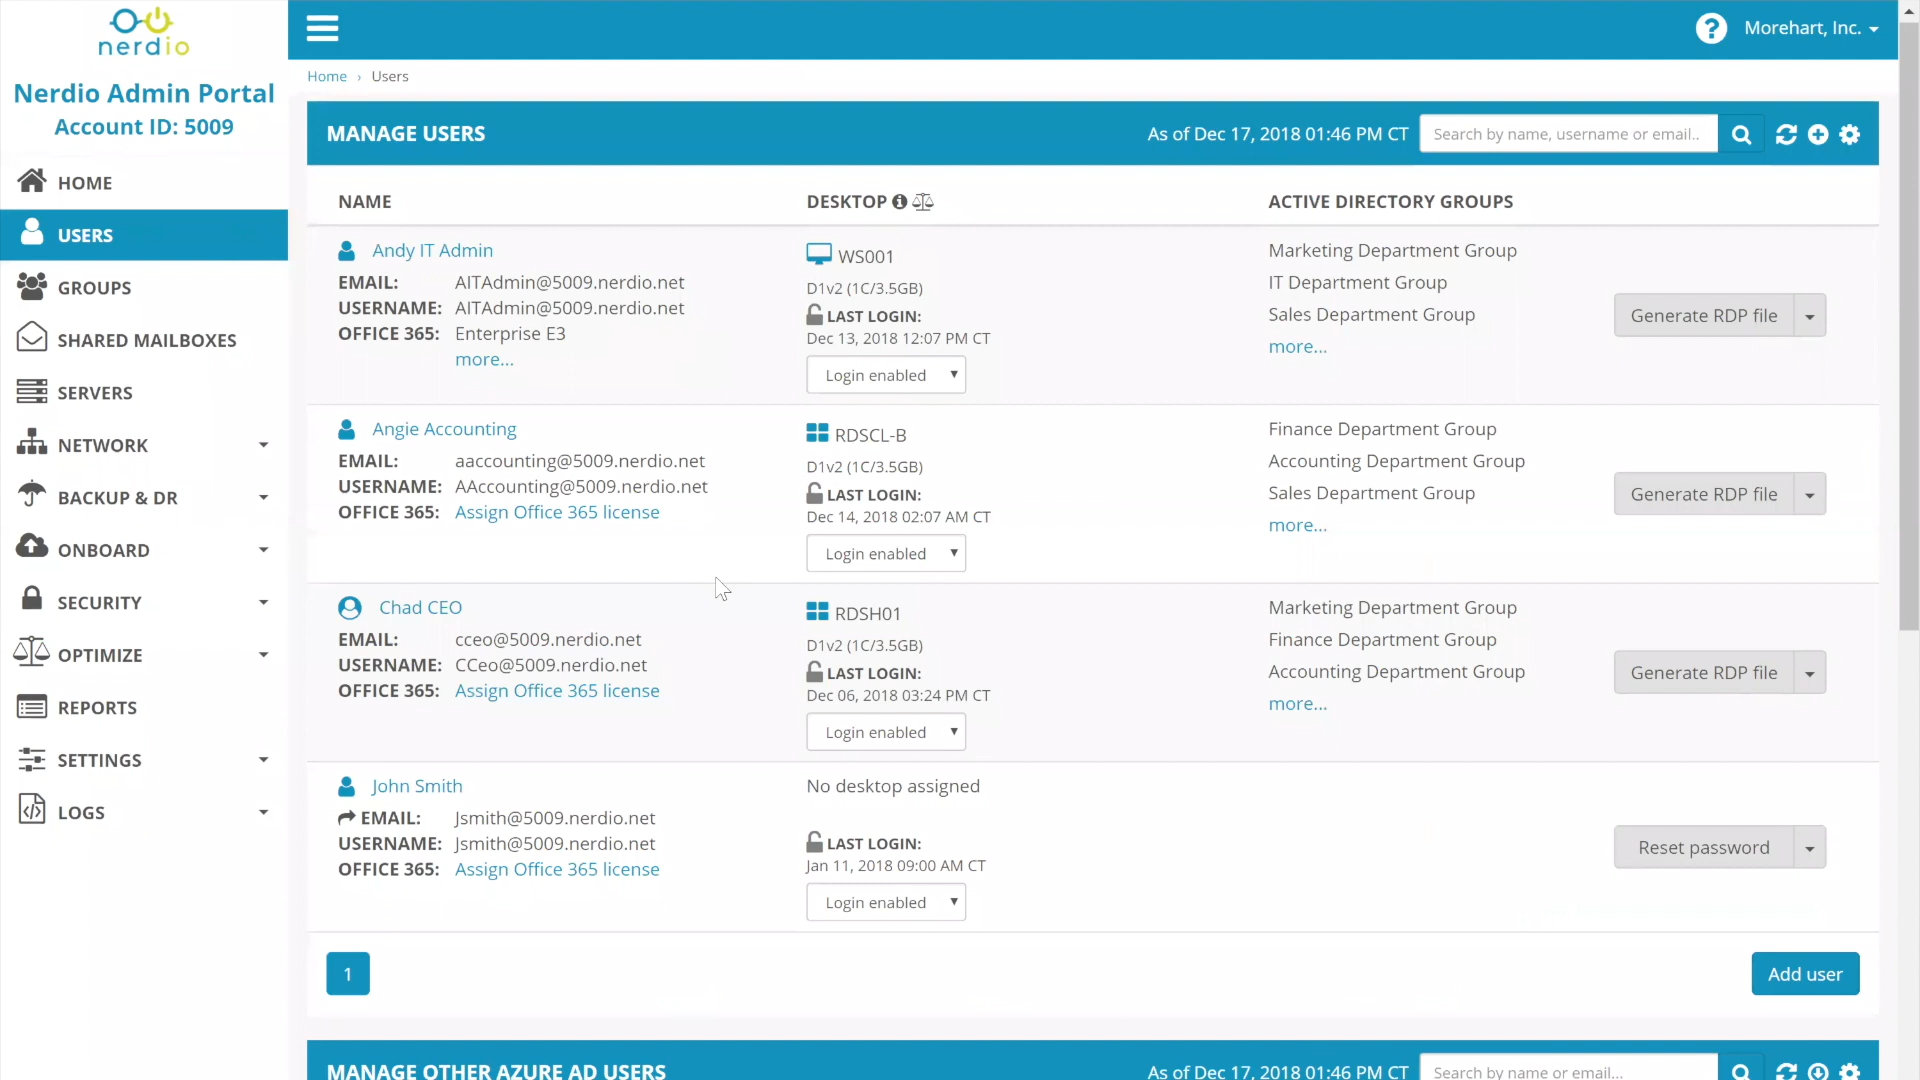 nerdio
Nerdio Admin Portal
Account ID: 5009
HOME
USERS
GROUPS
SHARED MAILBOXES
SERVERS
NETWORK
BACKUP & DR
ONBOARD
SECURITY
OPTIMIZE
REPORTS
SETTINGS
LOGS
? Morehart, Inc.
Home › Users
MANAGE USERS As of Dec 17, 2018 01:46 PM CT Search by name, username or email..
NAME DESKTOP ACTIVE DIRECTORY GROUPS
Andy IT Admin
EMAIL: AITAdmin@5009.nerdio.net
USERNAME: AITAdmin@5009.nerdio.net
OFFICE 365: Enterprise E3
more...
WS001
D1v2 (1C/3.5GB)
LAST LOGIN:
Dec 13, 2018 12:07 PM CT
Login enabled
Marketing Department Group
IT Department Group
Sales Department Group
more...
Generate RDP file
Angie Accounting
EMAIL: aaccounting@5009.nerdio.net
USERNAME: AAccounting@5009.nerdio.net
OFFICE 365: Assign Office 365 license
RDSCL-B
D1v2 (1C/3.5GB)
LAST LOGIN:
Dec 14, 2018 02:07 AM CT
Login enabled
Finance Department Group
Accounting Department Group
Sales Department Group
more...
Generate RDP file
Chad CEO
EMAIL: cceo@5009.nerdio.net
USERNAME: CCeo@5009.nerdio.net
OFFICE 365: Assign Office 365 license
RDSH01
D1v2 (1C/3.5GB)
LAST LOGIN:
Dec 06, 2018 03:24 PM CT
Login enabled
Marketing Department Group
Finance Department Group
Accounting Department Group
more...
Generate RDP file
John Smith
EMAIL: Jsmith@5009.nerdio.net
USERNAME: Jsmith@5009.nerdio.net
OFFICE 365: Assign Office 365 license
No desktop assigned
LAST LOGIN:
Jan 11, 2018 09:00 AM CT
Login enabled
Reset password
1
Add user
MANAGE OTHER AZURE AD USERS As of Dec 17, 2018 01:46 PM CT Search by name or email...